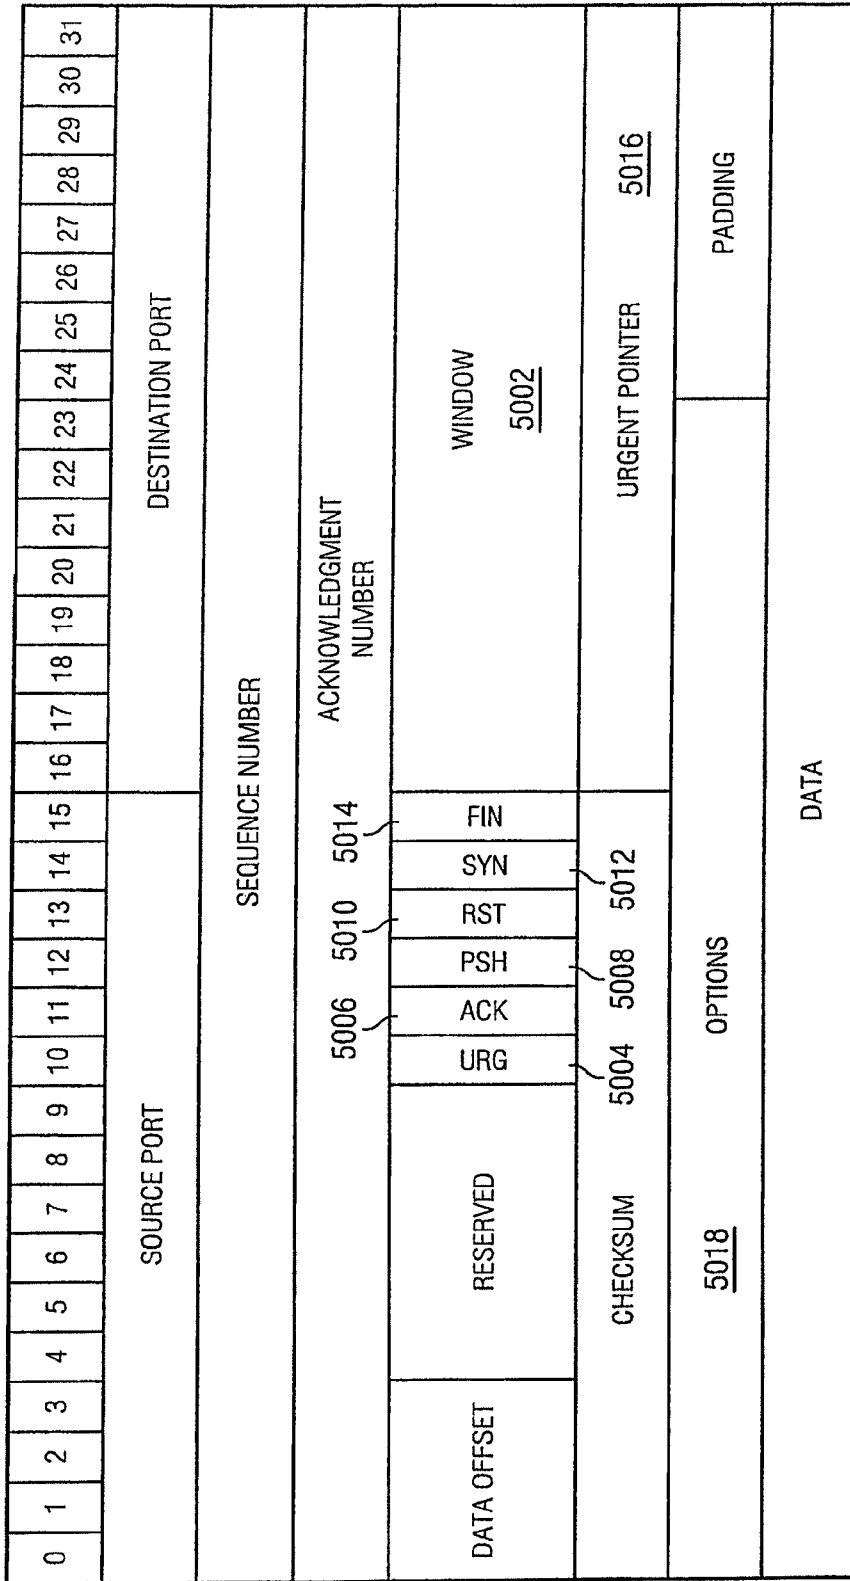 0 1 2 3 4 5 6 7 8 9 10 11 12 13 14 15 16 17 18 19 20 21 22 23 24 25 26 27 28 29 30 31
SOURCE PORT DESTINATION PORT
SEQUENCE NUMBER
ACKNOWLEDGMENT
NUMBER
5006 5010 5014
DATA OFFSET RESERVED URG ACK PSH RST SYN FIN WINDOW
5002
5004 5008 5012
CHECKSUM URGENT POINTER 5016
5018 OPTIONS PADDING
DATA